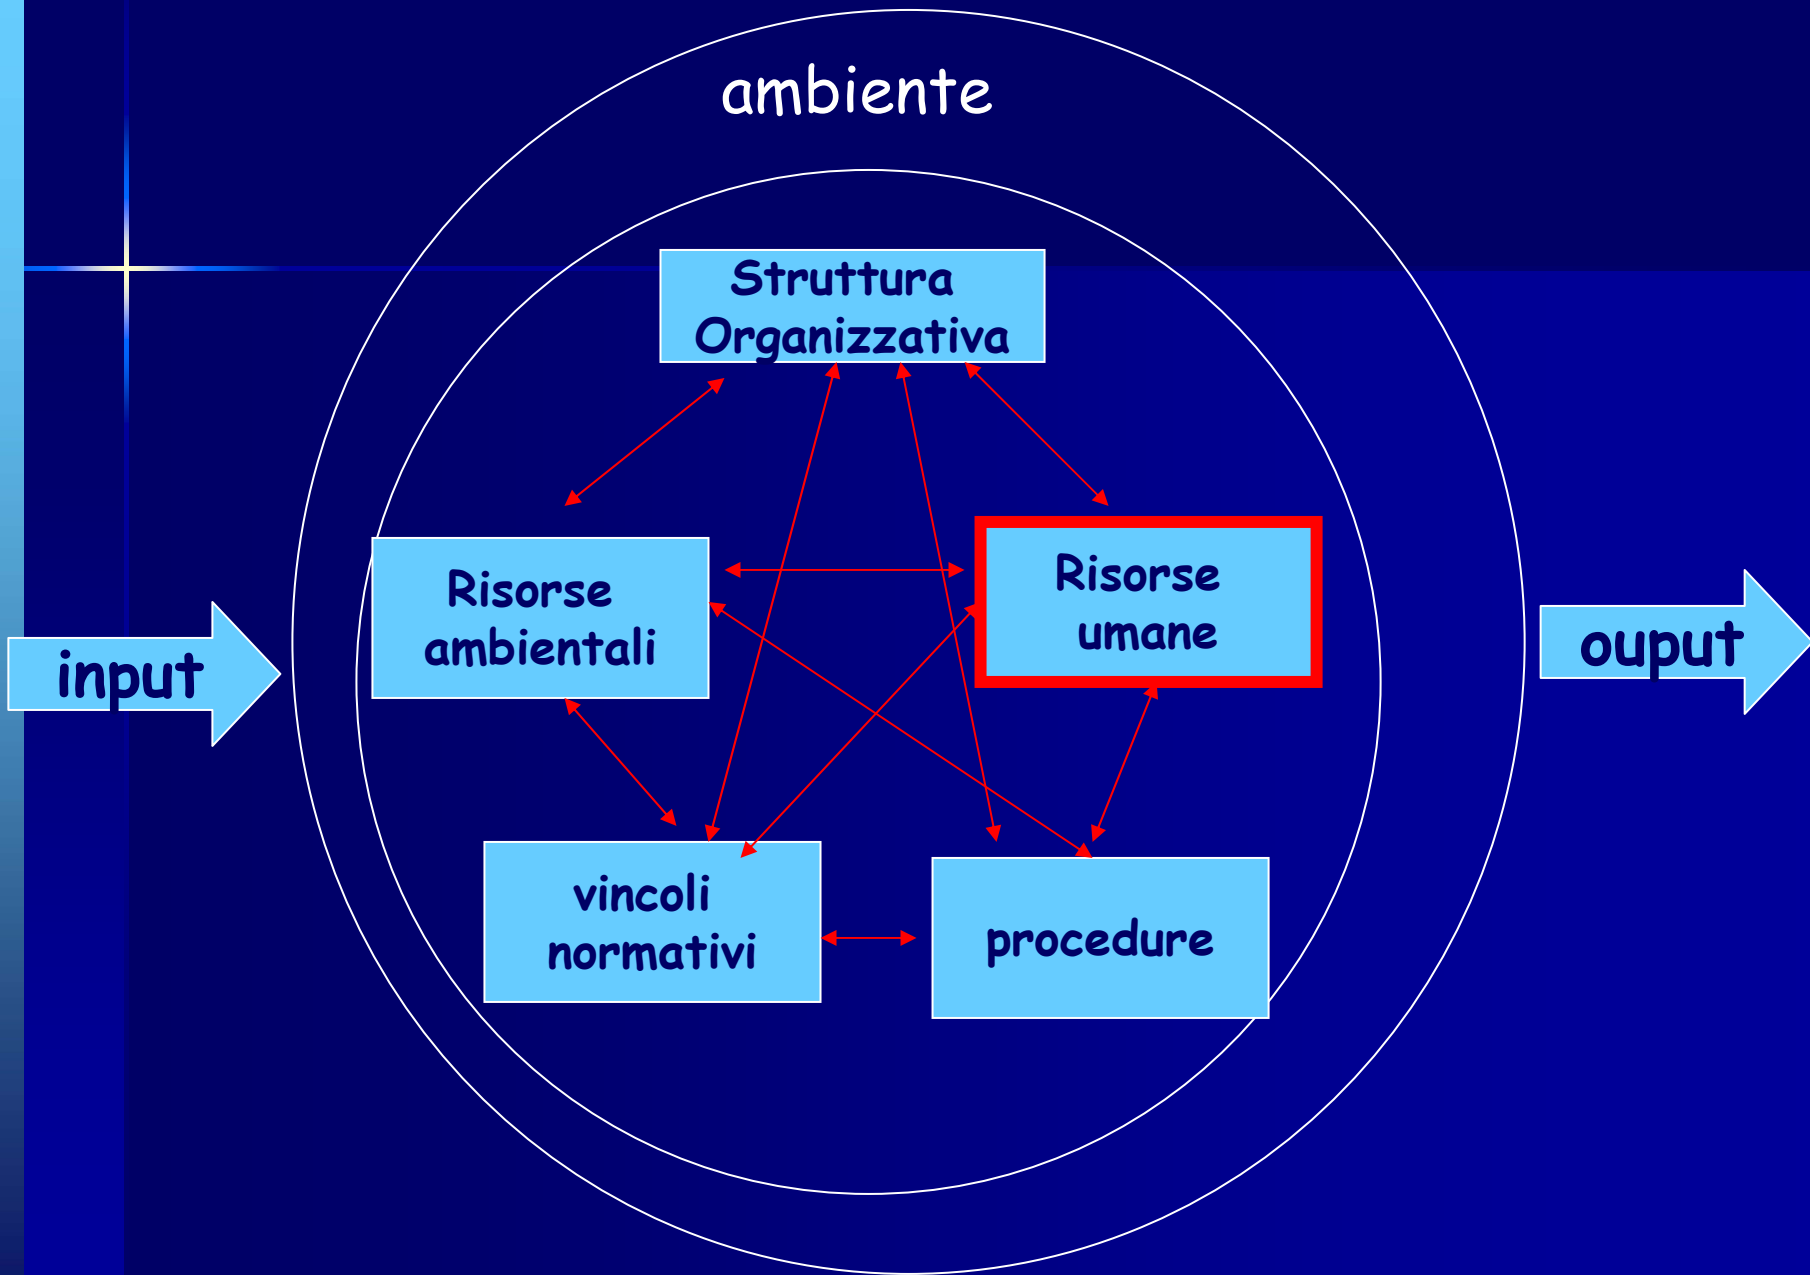 ambiente
Struttura
Organizzativa
Risorse
ambientali
Risorse
umane
input
ouput
vincoli
normativi
procedure